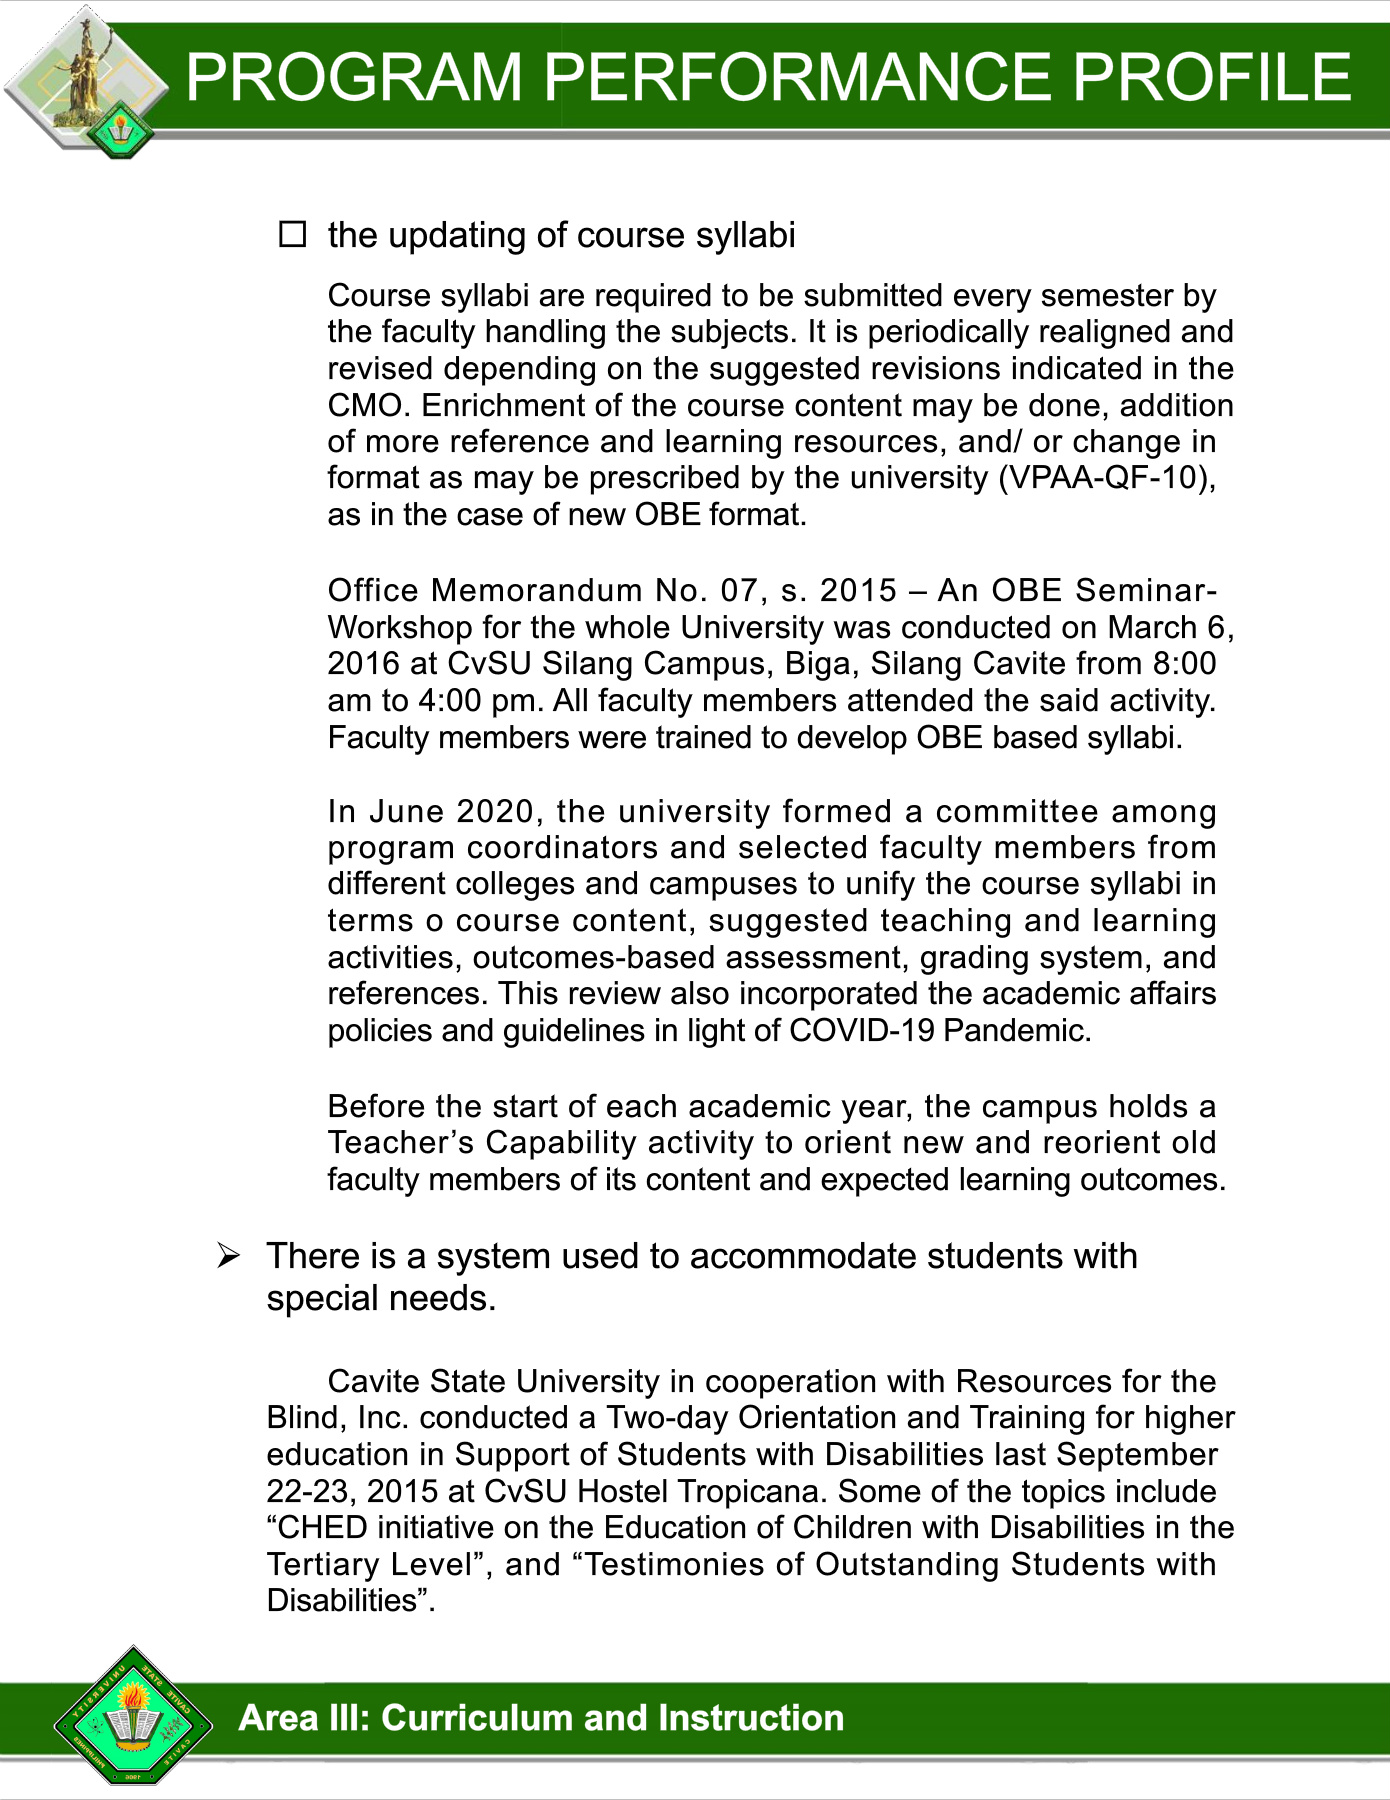 PROGRAM PERFORMANCE PROFILE
☐ the updating of course syllabi
Course syllabi are required to be submitted every semester by
the faculty handling the subjects. It is periodically realigned and
revised depending on the suggested revisions indicated in the
CMO. Enrichment of the course content may be done, addition
of more reference and learning resources, and/ or change in
format as may be prescribed by the university (VPAA-QF-10),
as in the case of new OBE format.
Office Memorandum No. 07, s. 2015 – An OBE Seminar-
Workshop for the whole University was conducted on March 6,
2016 at CvSU Silang Campus, Biga, Silang Cavite from 8:00
am to 4:00 pm. All faculty members attended the said activity.
Faculty members were trained to develop OBE based syllabi.
In June 2020, the university formed a committee among
program coordinators and selected faculty members from
different colleges and campuses to unify the course syllabi in
terms o course content, suggested teaching and learning
activities, outcomes-based assessment, grading system, and
references. This review also incorporated the academic affairs
policies and guidelines in light of COVID-19 Pandemic.
Before the start of each academic year, the campus holds a
Teacher’s Capability activity to orient new and reorient old
faculty members of its content and expected learning outcomes.
➢ There is a system used to accommodate students with
special needs.
Cavite State University in cooperation with Resources for the
Blind, Inc. conducted a Two-day Orientation and Training for higher
education in Support of Students with Disabilities last September
22-23, 2015 at CvSU Hostel Tropicana. Some of the topics include
“CHED initiative on the Education of Children with Disabilities in the
Tertiary Level”, and “Testimonies of Outstanding Students with
Disabilities”.
CAVITE STATE UNIVERSITY
CAVITE 1906 PHILIPPINES
Area III: Curriculum and Instruction